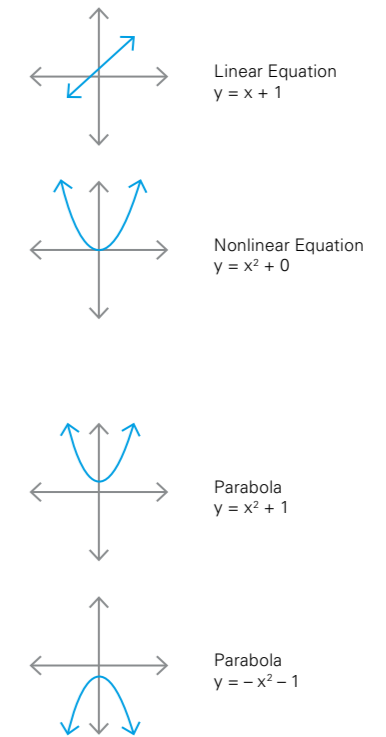 Linear Equation
y = x + 1
Nonlinear Equation
y = x² + 0
Parabola
y = x² + 1
Parabola
y = – x² – 1